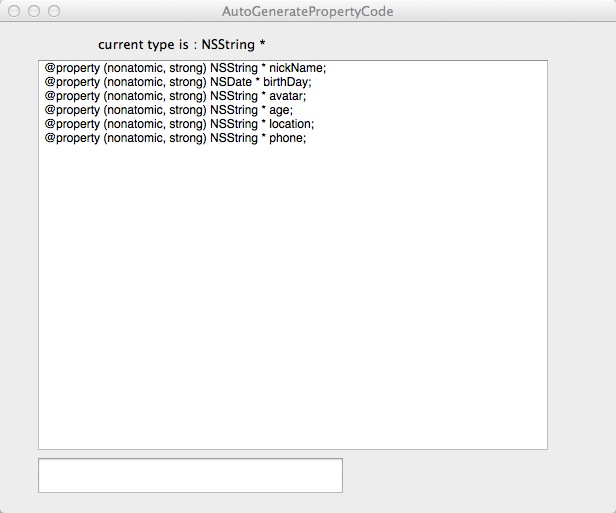 AutoGeneratePropertyCode
current type is : NSString *
@property (nonatomic, strong) NSString * nickName;
@property (nonatomic, strong) NSDate * birthDay;
@property (nonatomic, strong) NSString * avatar;
@property (nonatomic, strong) NSString * age;
@property (nonatomic, strong) NSString * location;
@property (nonatomic, strong) NSString * phone;